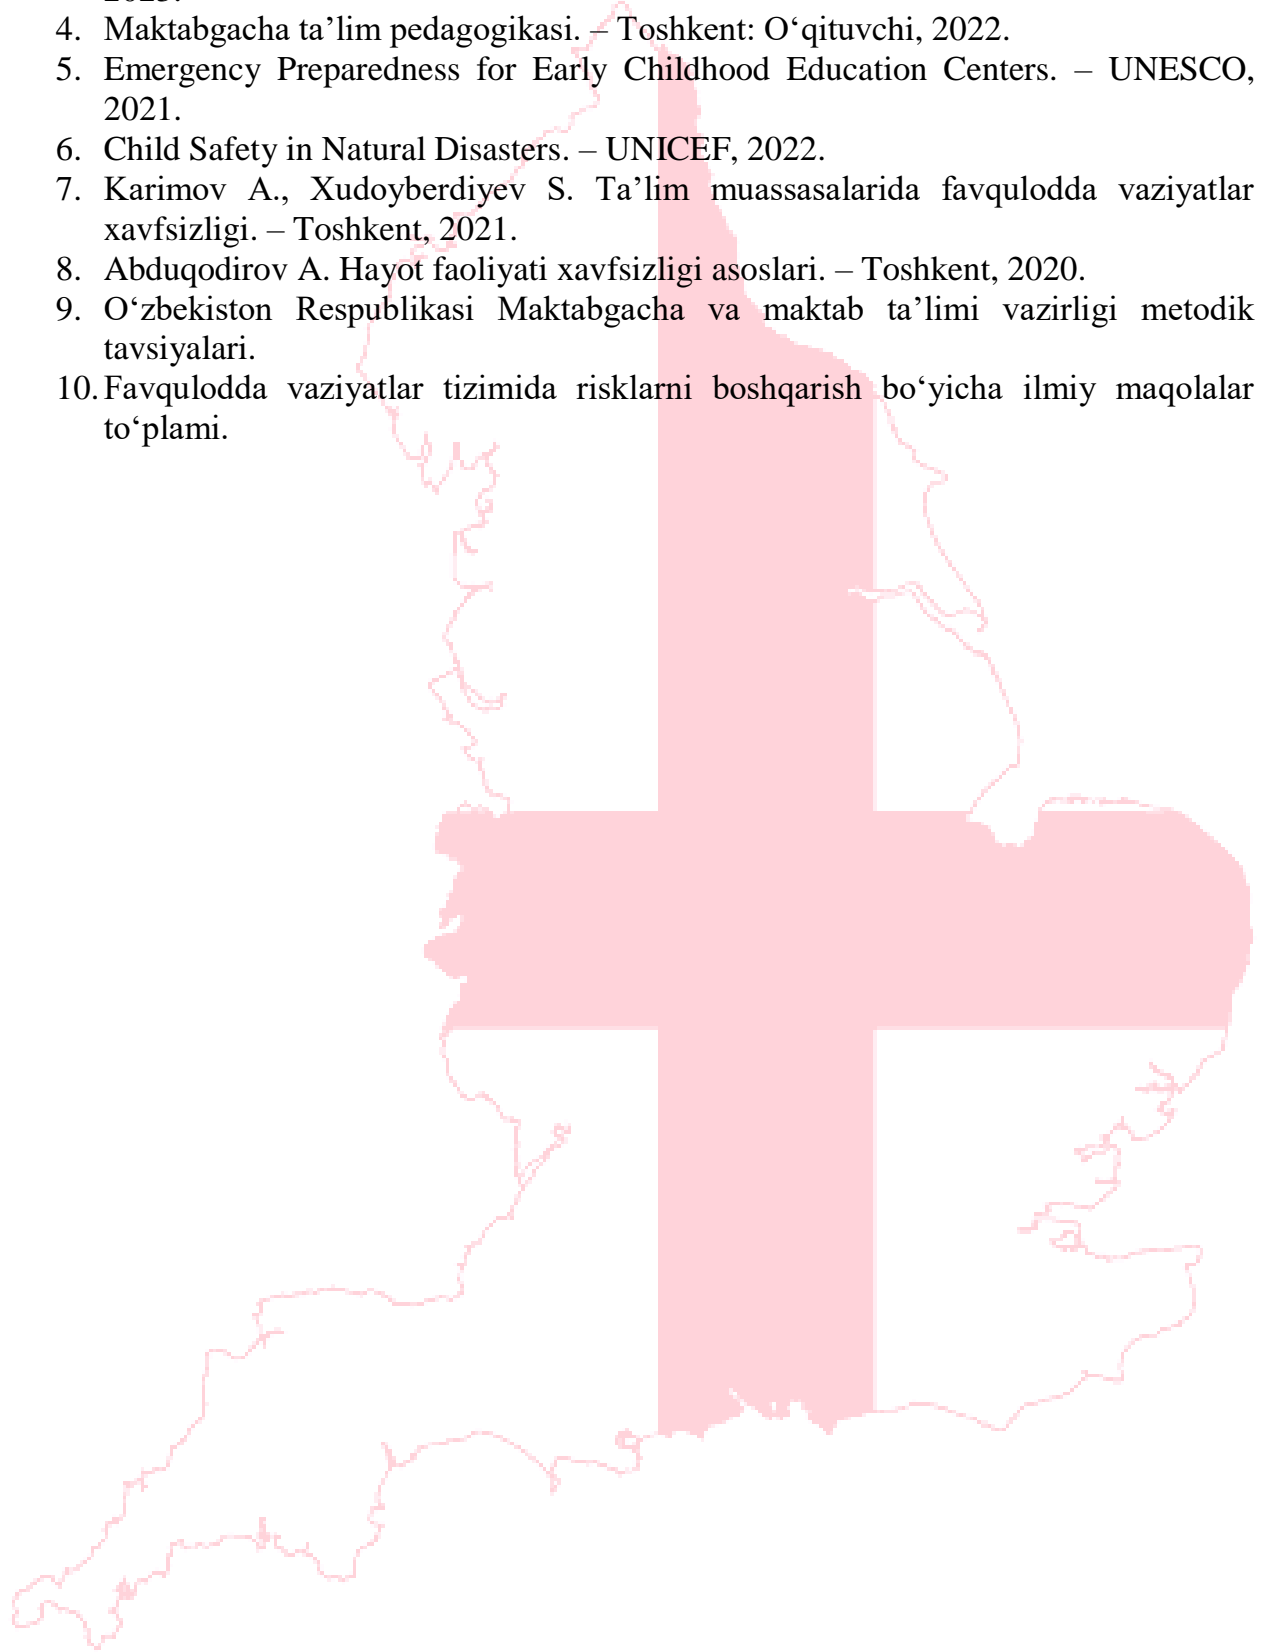 4. Maktabgacha ta’lim pedagogikasi. – Toshkent: O‘qituvchi, 2022.
5. Emergency Preparedness for Early Childhood Education Centers. – UNESCO,
2021.
6. Child Safety in Natural Disasters. – UNICEF, 2022.
7. Karimov A., Xudoyberdiyev S. Ta’lim muassasalarida favqulodda vaziyatlar
xavfsizligi. – Toshkent, 2021.
8. Abduqodirov A. Hayot faoliyati xavfsizligi asoslari. – Toshkent, 2020.
9. O‘zbekiston Respublikasi Maktabgacha va maktab ta’limi vazirligi metodik
tavsiyalari.
10. Favqulodda vaziyatlar tizimida risklarni boshqarish bo‘yicha ilmiy maqolalar
to‘plami.